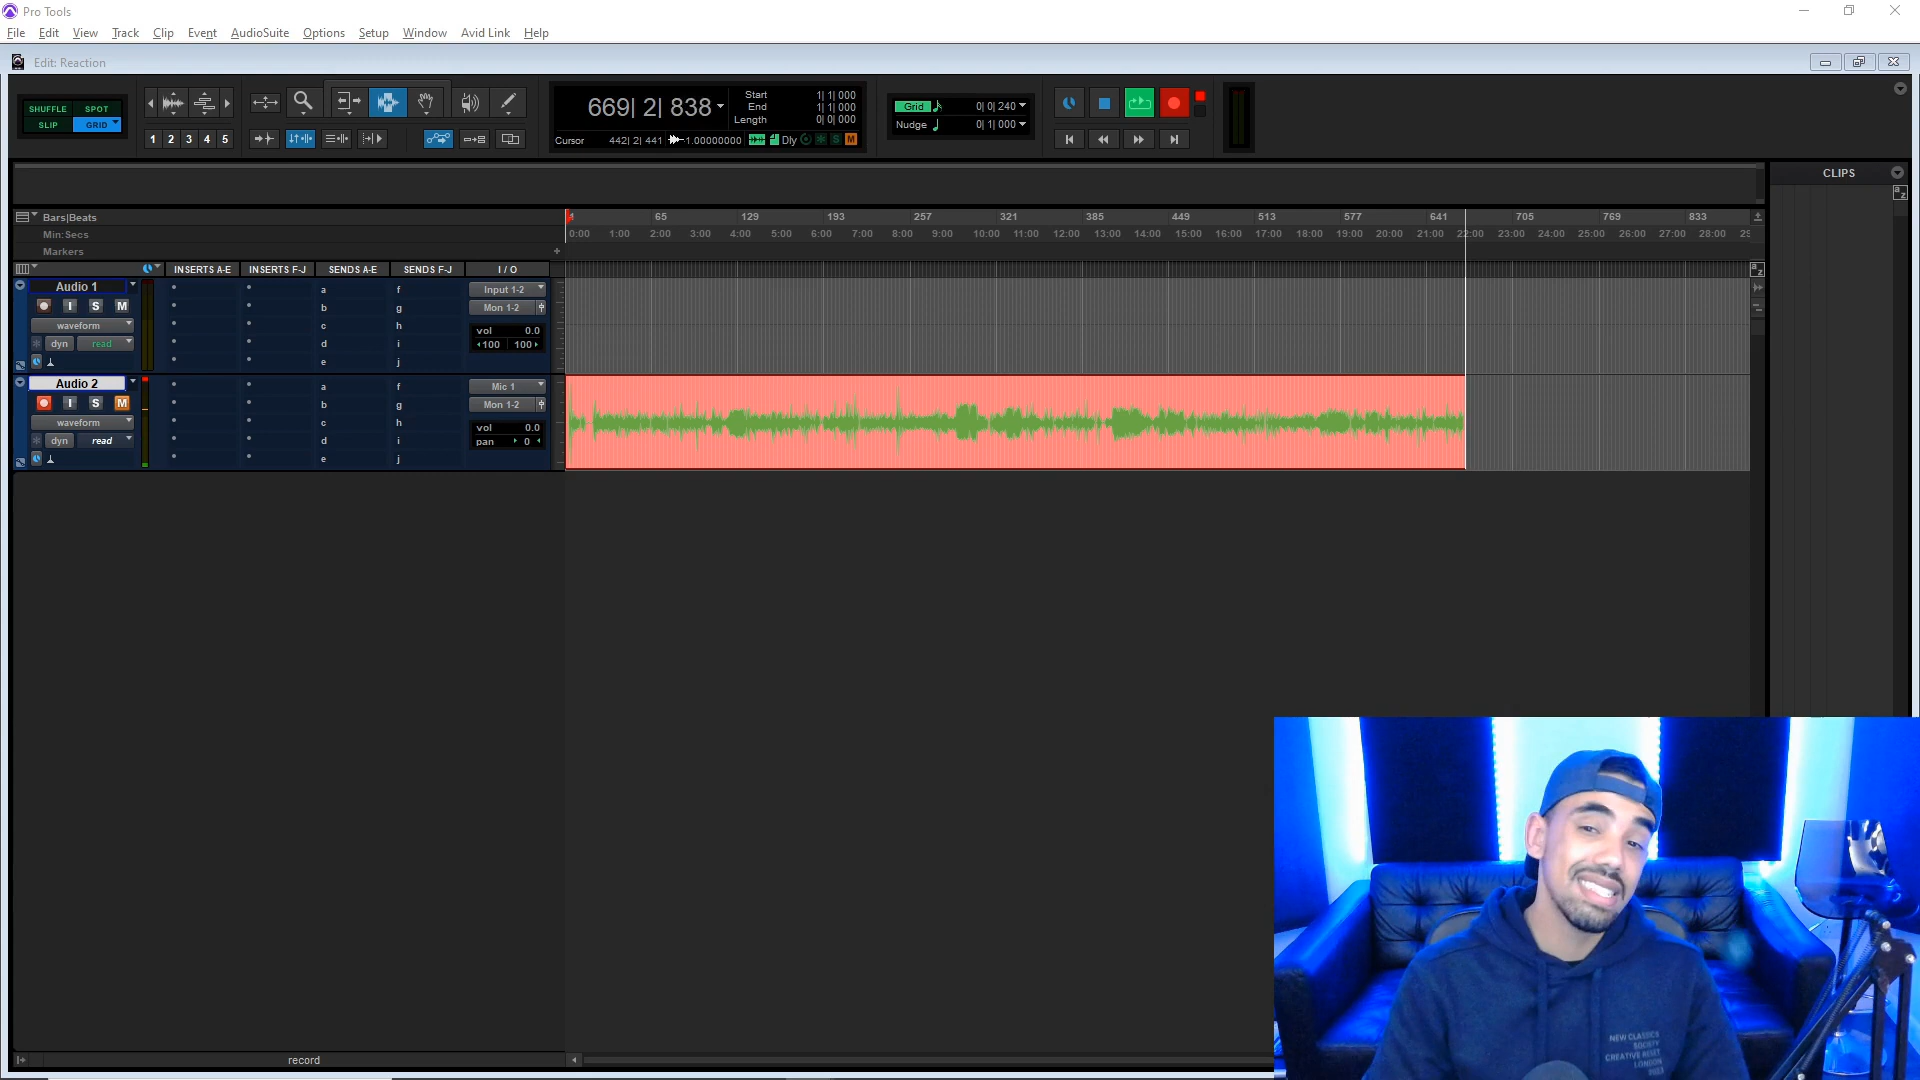 Pro Tools
File Edit View Track Clip Event AudioSuite Options Setup Window Avid Link Help
Edit: Reaction
SHUFFLE SPOT
SLIP GRID
1 2 3 4 5
669| 2| 838
Start 1| 1| 000
End 1| 1| 000
Length 0| 0| 000
Cursor 442| 2| 441 -1.00000000 Dly S M
Grid 0| 0| 240
Nudge 0| 1| 000
CLIPS
a z
Bars|Beats 65 129 193 257 321 385 449 513 577 641 705 769 833
Min:Secs 0:00 1:00 2:00 3:00 4:00 5:00 6:00 7:00 8:00 9:00 10:00 11:00 12:00 13:00 14:00 15:00 16:00 17:00 18:00 19:00 20:00 21:00 22:00 23:00 24:00 25:00 26:00 27:00 28:00
Markers +
INSERTS A-E INSERTS F-J SENDS A-E SENDS F-J I / O
a z
Audio 1 a f Input 1-2
I S M b g Mon 1-2
waveform c h vol 0.0
dyn read d i 100 100
e j
Audio 2 a f Mic 1
I S M b g Mon 1-2
waveform c h vol 0.0
dyn read d i pan 0
e j
NEW CLASSICS
SOCIETY
CREATIVE RESET
LONDON
record